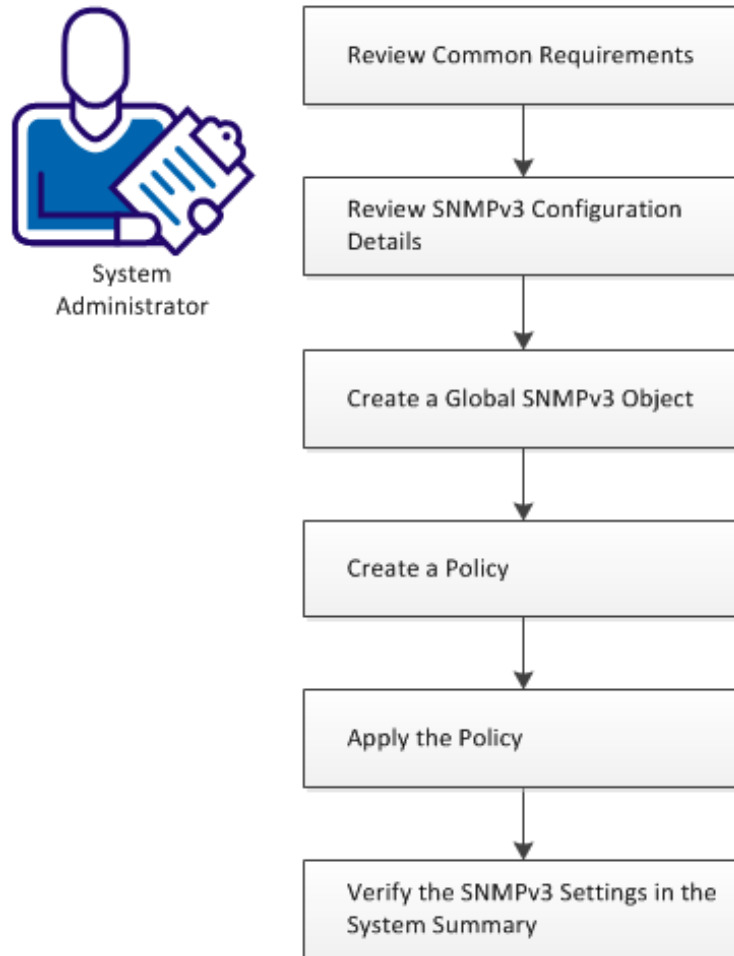 System
Administrator
Review Common Requirements
Review SNMPv3 Configuration
Details
Create a Global SNMPv3 Object
Create a Policy
Apply the Policy
Verify the SNMPv3 Settings in the
System Summary